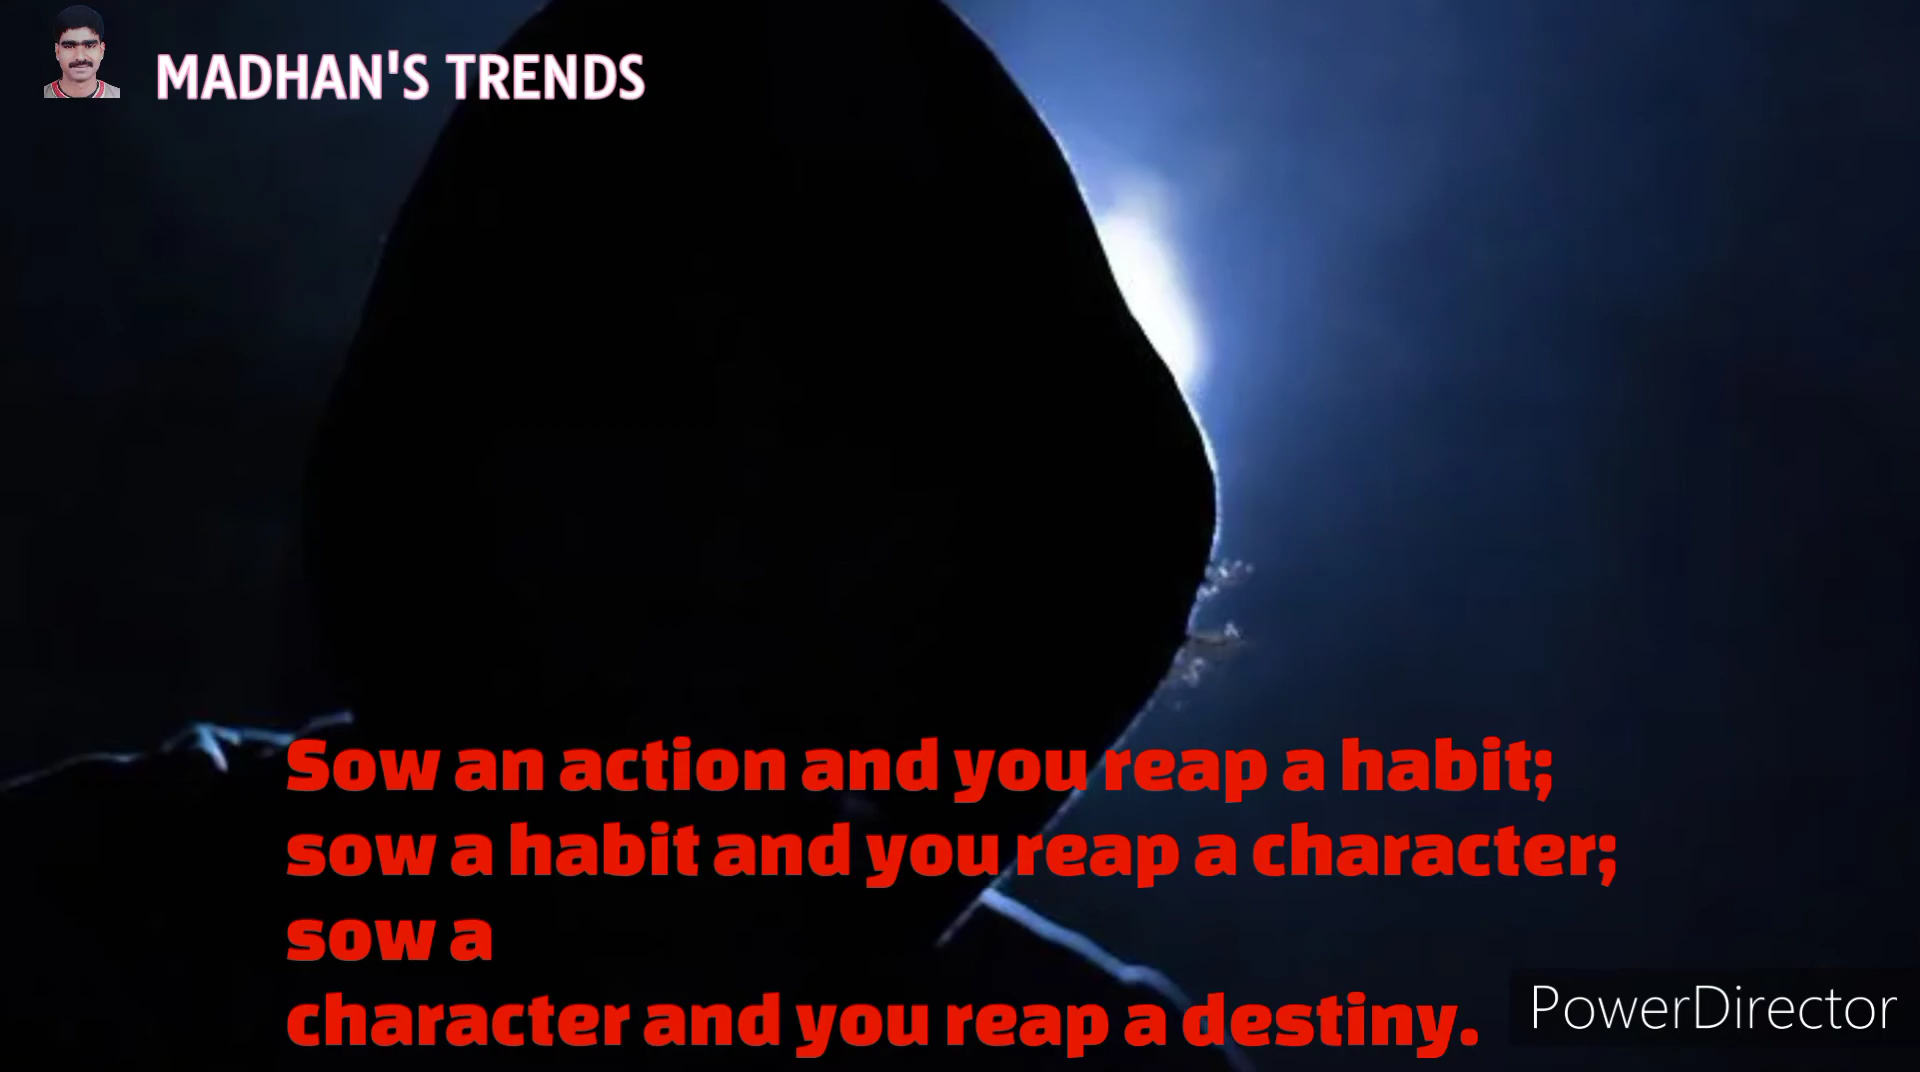 MADHAN'S TRENDS
Sow an action and you reap a habit;
sow a habit and you reap a character;
sow a
character and you reap a destiny.
PowerDirector